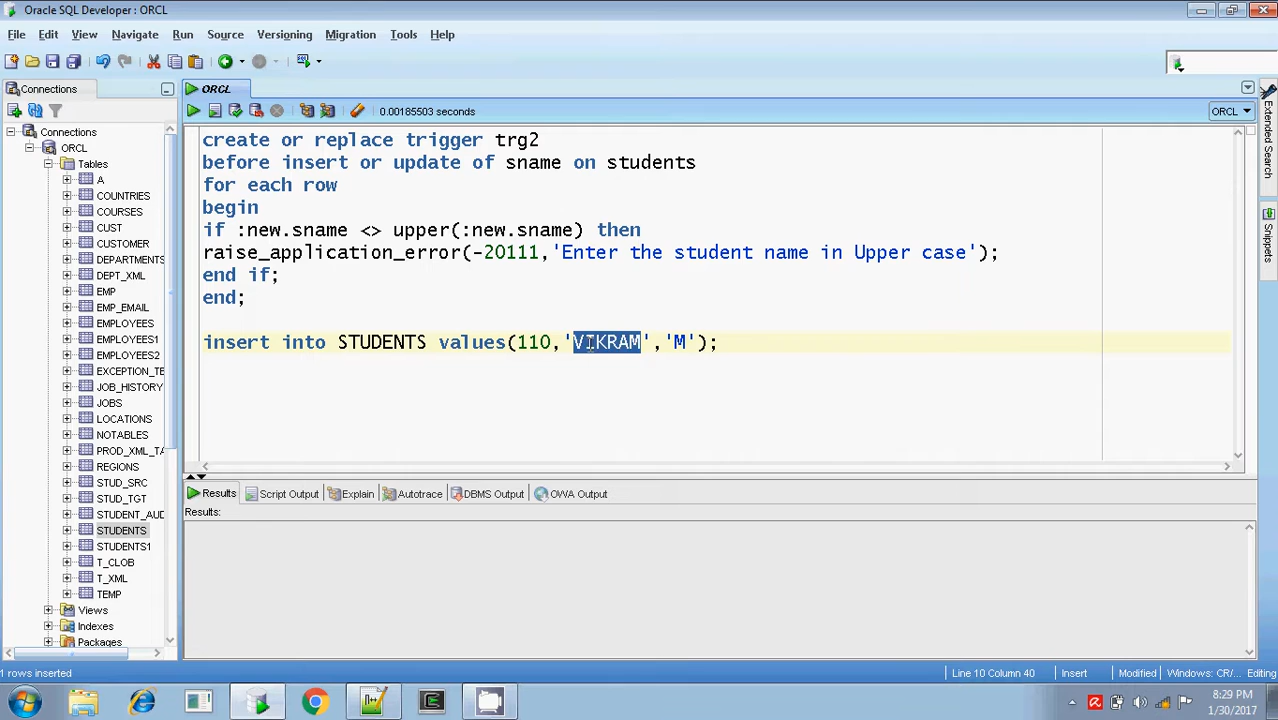 Oracle SQL Developer : ORCL
File Edit View Navigate Run Source Versioning Migration Tools Help
Connections
ORCL
0.00185503 seconds
ORCL
Connections
ORCL
Tables
A
COUNTRIES
COURSES
CUST
CUSTOMER
DEPARTMENTS
DEPT_XML
EMP
EMP_EMAIL
EMPLOYEES
EMPLOYEES1
EMPLOYEES2
EXCEPTION_TE
JOB_HISTORY
JOBS
LOCATIONS
NOTABLES
PROD_XML_TA
REGIONS
STUD_SRC
STUD_TGT
STUDENT_AUD
STUDENTS
STUDENTS1
T_CLOB
T_XML
TEMP
Views
Indexes
Packages
create or replace trigger trg2
before insert or update of sname on students
for each row
begin
if :new.sname <> upper(:new.sname) then
raise_application_error(-20111,'Enter the student name in Upper case');
end if;
end;
insert into STUDENTS values(110,'VIKRAM','M');
Results Script Output Explain Autotrace DBMS Output OWA Output
Results:
Extended Search
Snippets
1 rows inserted
Line 10 Column 40 Insert Modified Windows: CR/... Editing
8:29 PM
1/30/2017